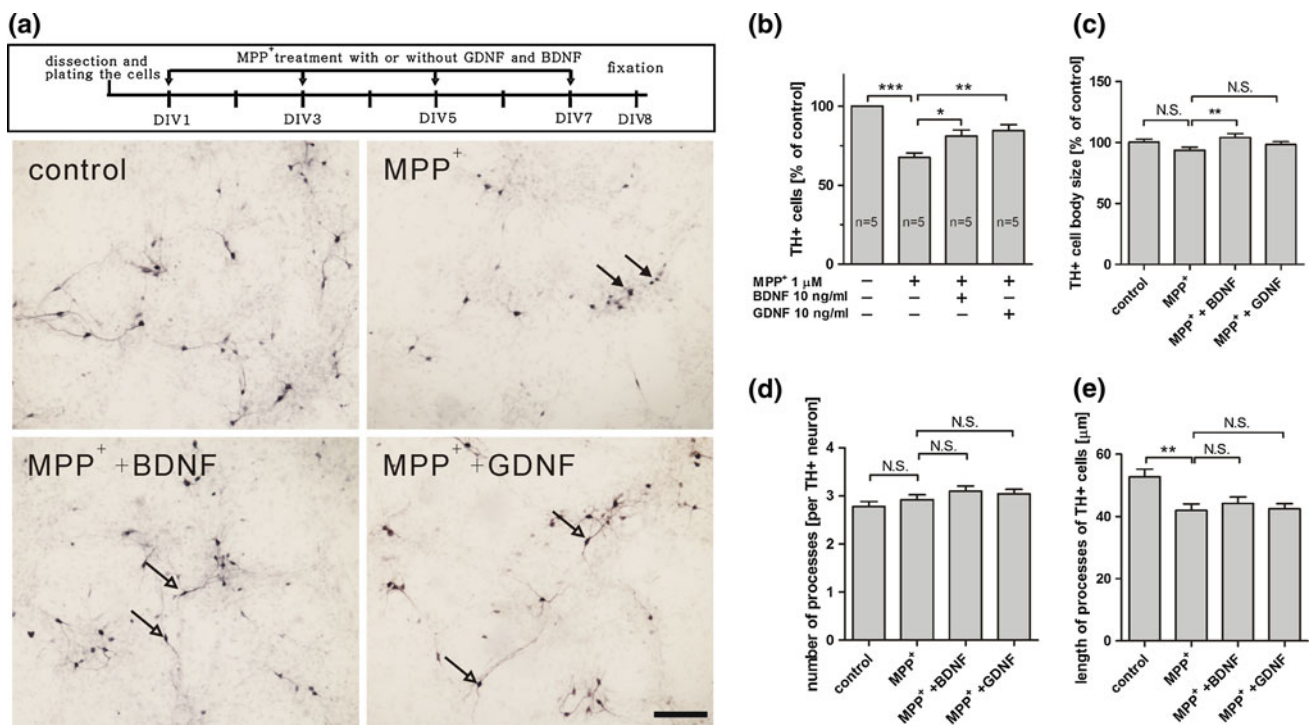 (a)
dissection and
plating the cells
MPP⁺ treatment with or without GDNF and BDNF
fixation
DIV1 DIV3 DIV5 DIV7 DIV8
control
MPP⁺
MPP⁺ +BDNF
MPP⁺ +GDNF
(b)
TH+ cells [% of control]
100
75
50
25
0
***
**
*
n=5 n=5 n=5 n=5
MPP⁺ 1 μM − + + +
BDNF 10 ng/ml − − + −
GDNF 10 ng/ml − − − +
(c)
TH+ cell body size [% of control]
150
100
50
0
N.S.
N.S. **
control
MPP⁺
MPP⁺ + BDNF
MPP⁺ + GDNF
(d)
number of processes [per TH+ neuron]
4
3
2
1
0
N.S.
N.S.
N.S.
control
MPP⁺
MPP⁺ +BDNF
MPP⁺ +GDNF
(e)
length of processes of TH+ cells [μm]
60
40
20
0
N.S.
** N.S.
control
MPP⁺
MPP⁺ +BDNF
MPP⁺ +GDNF